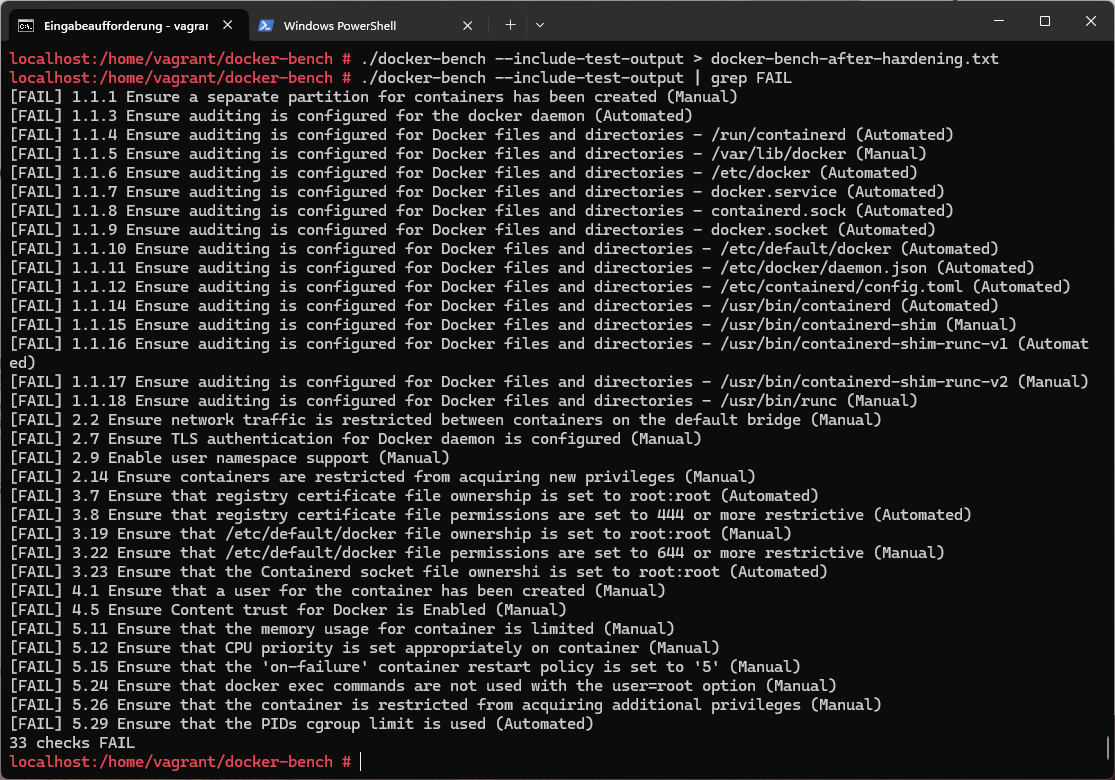 Eingabeaufforderung - vagrar
Windows PowerShell
localhost:/home/vagrant/docker-bench # ./docker-bench --include-test-output > docker-bench-after-hardening.txt
localhost:/home/vagrant/docker-bench # ./docker-bench --include-test-output | grep FAIL
[FAIL] 1.1.1 Ensure a separate partition for containers has been created (Manual)
[FAIL] 1.1.3 Ensure auditing is configured for the docker daemon (Automated)
[FAIL] 1.1.4 Ensure auditing is configured for Docker files and directories - /run/containerd (Automated)
[FAIL] 1.1.5 Ensure auditing is configured for Docker files and directories - /var/lib/docker (Manual)
[FAIL] 1.1.6 Ensure auditing is configured for Docker files and directories - /etc/docker (Automated)
[FAIL] 1.1.7 Ensure auditing is configured for Docker files and directories - docker.service (Automated)
[FAIL] 1.1.8 Ensure auditing is configured for Docker files and directories - containerd.sock (Automated)
[FAIL] 1.1.9 Ensure auditing is configured for Docker files and directories - docker.socket (Automated)
[FAIL] 1.1.10 Ensure auditing is configured for Docker files and directories - /etc/default/docker (Automated)
[FAIL] 1.1.11 Ensure auditing is configured for Docker files and directories - /etc/docker/daemon.json (Automated)
[FAIL] 1.1.12 Ensure auditing is configured for Docker files and directories - /etc/containerd/config.toml (Automated)
[FAIL] 1.1.14 Ensure auditing is configured for Docker files and directories - /usr/bin/containerd (Automated)
[FAIL] 1.1.15 Ensure auditing is configured for Docker files and directories - /usr/bin/containerd-shim (Manual)
[FAIL] 1.1.16 Ensure auditing is configured for Docker files and directories - /usr/bin/containerd-shim-runc-v1 (Automat
ed)
[FAIL] 1.1.17 Ensure auditing is configured for Docker files and directories - /usr/bin/containerd-shim-runc-v2 (Manual)
[FAIL] 1.1.18 Ensure auditing is configured for Docker files and directories - /usr/bin/runc (Manual)
[FAIL] 2.2 Ensure network traffic is restricted between containers on the default bridge (Manual)
[FAIL] 2.7 Ensure TLS authentication for Docker daemon is configured (Manual)
[FAIL] 2.9 Enable user namespace support (Manual)
[FAIL] 2.14 Ensure containers are restricted from acquiring new privileges (Manual)
[FAIL] 3.7 Ensure that registry certificate file ownership is set to root:root (Automated)
[FAIL] 3.8 Ensure that registry certificate file permissions are set to 444 or more restrictive (Automated)
[FAIL] 3.19 Ensure that /etc/default/docker file ownership is set to root:root (Manual)
[FAIL] 3.22 Ensure that /etc/default/docker file permissions are set to 644 or more restrictive (Manual)
[FAIL] 3.23 Ensure that the Containerd socket file ownershi is set to root:root (Automated)
[FAIL] 4.1 Ensure that a user for the container has been created (Manual)
[FAIL] 4.5 Ensure Content trust for Docker is Enabled (Manual)
[FAIL] 5.11 Ensure that the memory usage for container is limited (Manual)
[FAIL] 5.12 Ensure that CPU priority is set appropriately on container (Manual)
[FAIL] 5.15 Ensure that the 'on-failure' container restart policy is set to '5' (Manual)
[FAIL] 5.24 Ensure that docker exec commands are not used with the user=root option (Manual)
[FAIL] 5.26 Ensure that the container is restricted from acquiring additional privileges (Manual)
[FAIL] 5.29 Ensure that the PIDs cgroup limit is used (Automated)
33 checks FAIL
localhost:/home/vagrant/docker-bench #